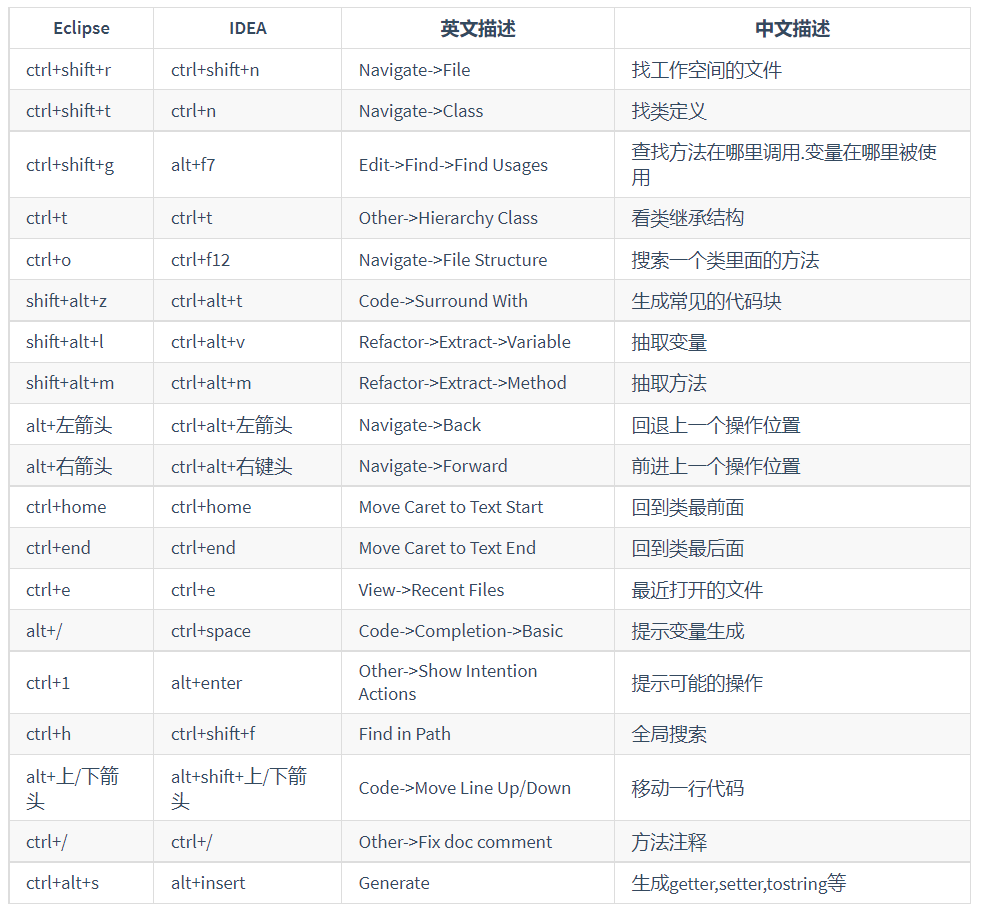 Eclipse IDEA 英文描述 中文描述
ctrl+shift+r ctrl+shift+n Navigate->File 找工作空间的文件
ctrl+shift+t ctrl+n Navigate->Class 找类定义
ctrl+shift+g alt+f7 Edit->Find->Find Usages 查找方法在哪里调用.变量在哪里被使
用
ctrl+t ctrl+t Other->Hierarchy Class 看类继承结构
ctrl+o ctrl+f12 Navigate->File Structure 搜索一个类里面的方法
shift+alt+z ctrl+alt+t Code->Surround With 生成常见的代码块
shift+alt+l ctrl+alt+v Refactor->Extract->Variable 抽取变量
shift+alt+m ctrl+alt+m Refactor->Extract->Method 抽取方法
alt+左箭头 ctrl+alt+左箭头 Navigate->Back 回退上一个操作位置
alt+右箭头 ctrl+alt+右键头 Navigate->Forward 前进上一个操作位置
ctrl+home ctrl+home Move Caret to Text Start 回到类最前面
ctrl+end ctrl+end Move Caret to Text End 回到类最后面
ctrl+e ctrl+e View->Recent Files 最近打开的文件
alt+/ ctrl+space Code->Completion->Basic 提示变量生成
ctrl+1 alt+enter Other->Show Intention
Actions 提示可能的操作
ctrl+h ctrl+shift+f Find in Path 全局搜索
alt+上/下箭
头 alt+shift+上/下箭
头 Code->Move Line Up/Down 移动一行代码
ctrl+/ ctrl+/ Other->Fix doc comment 方法注释
ctrl+alt+s alt+insert Generate 生成getter,setter,tostring等